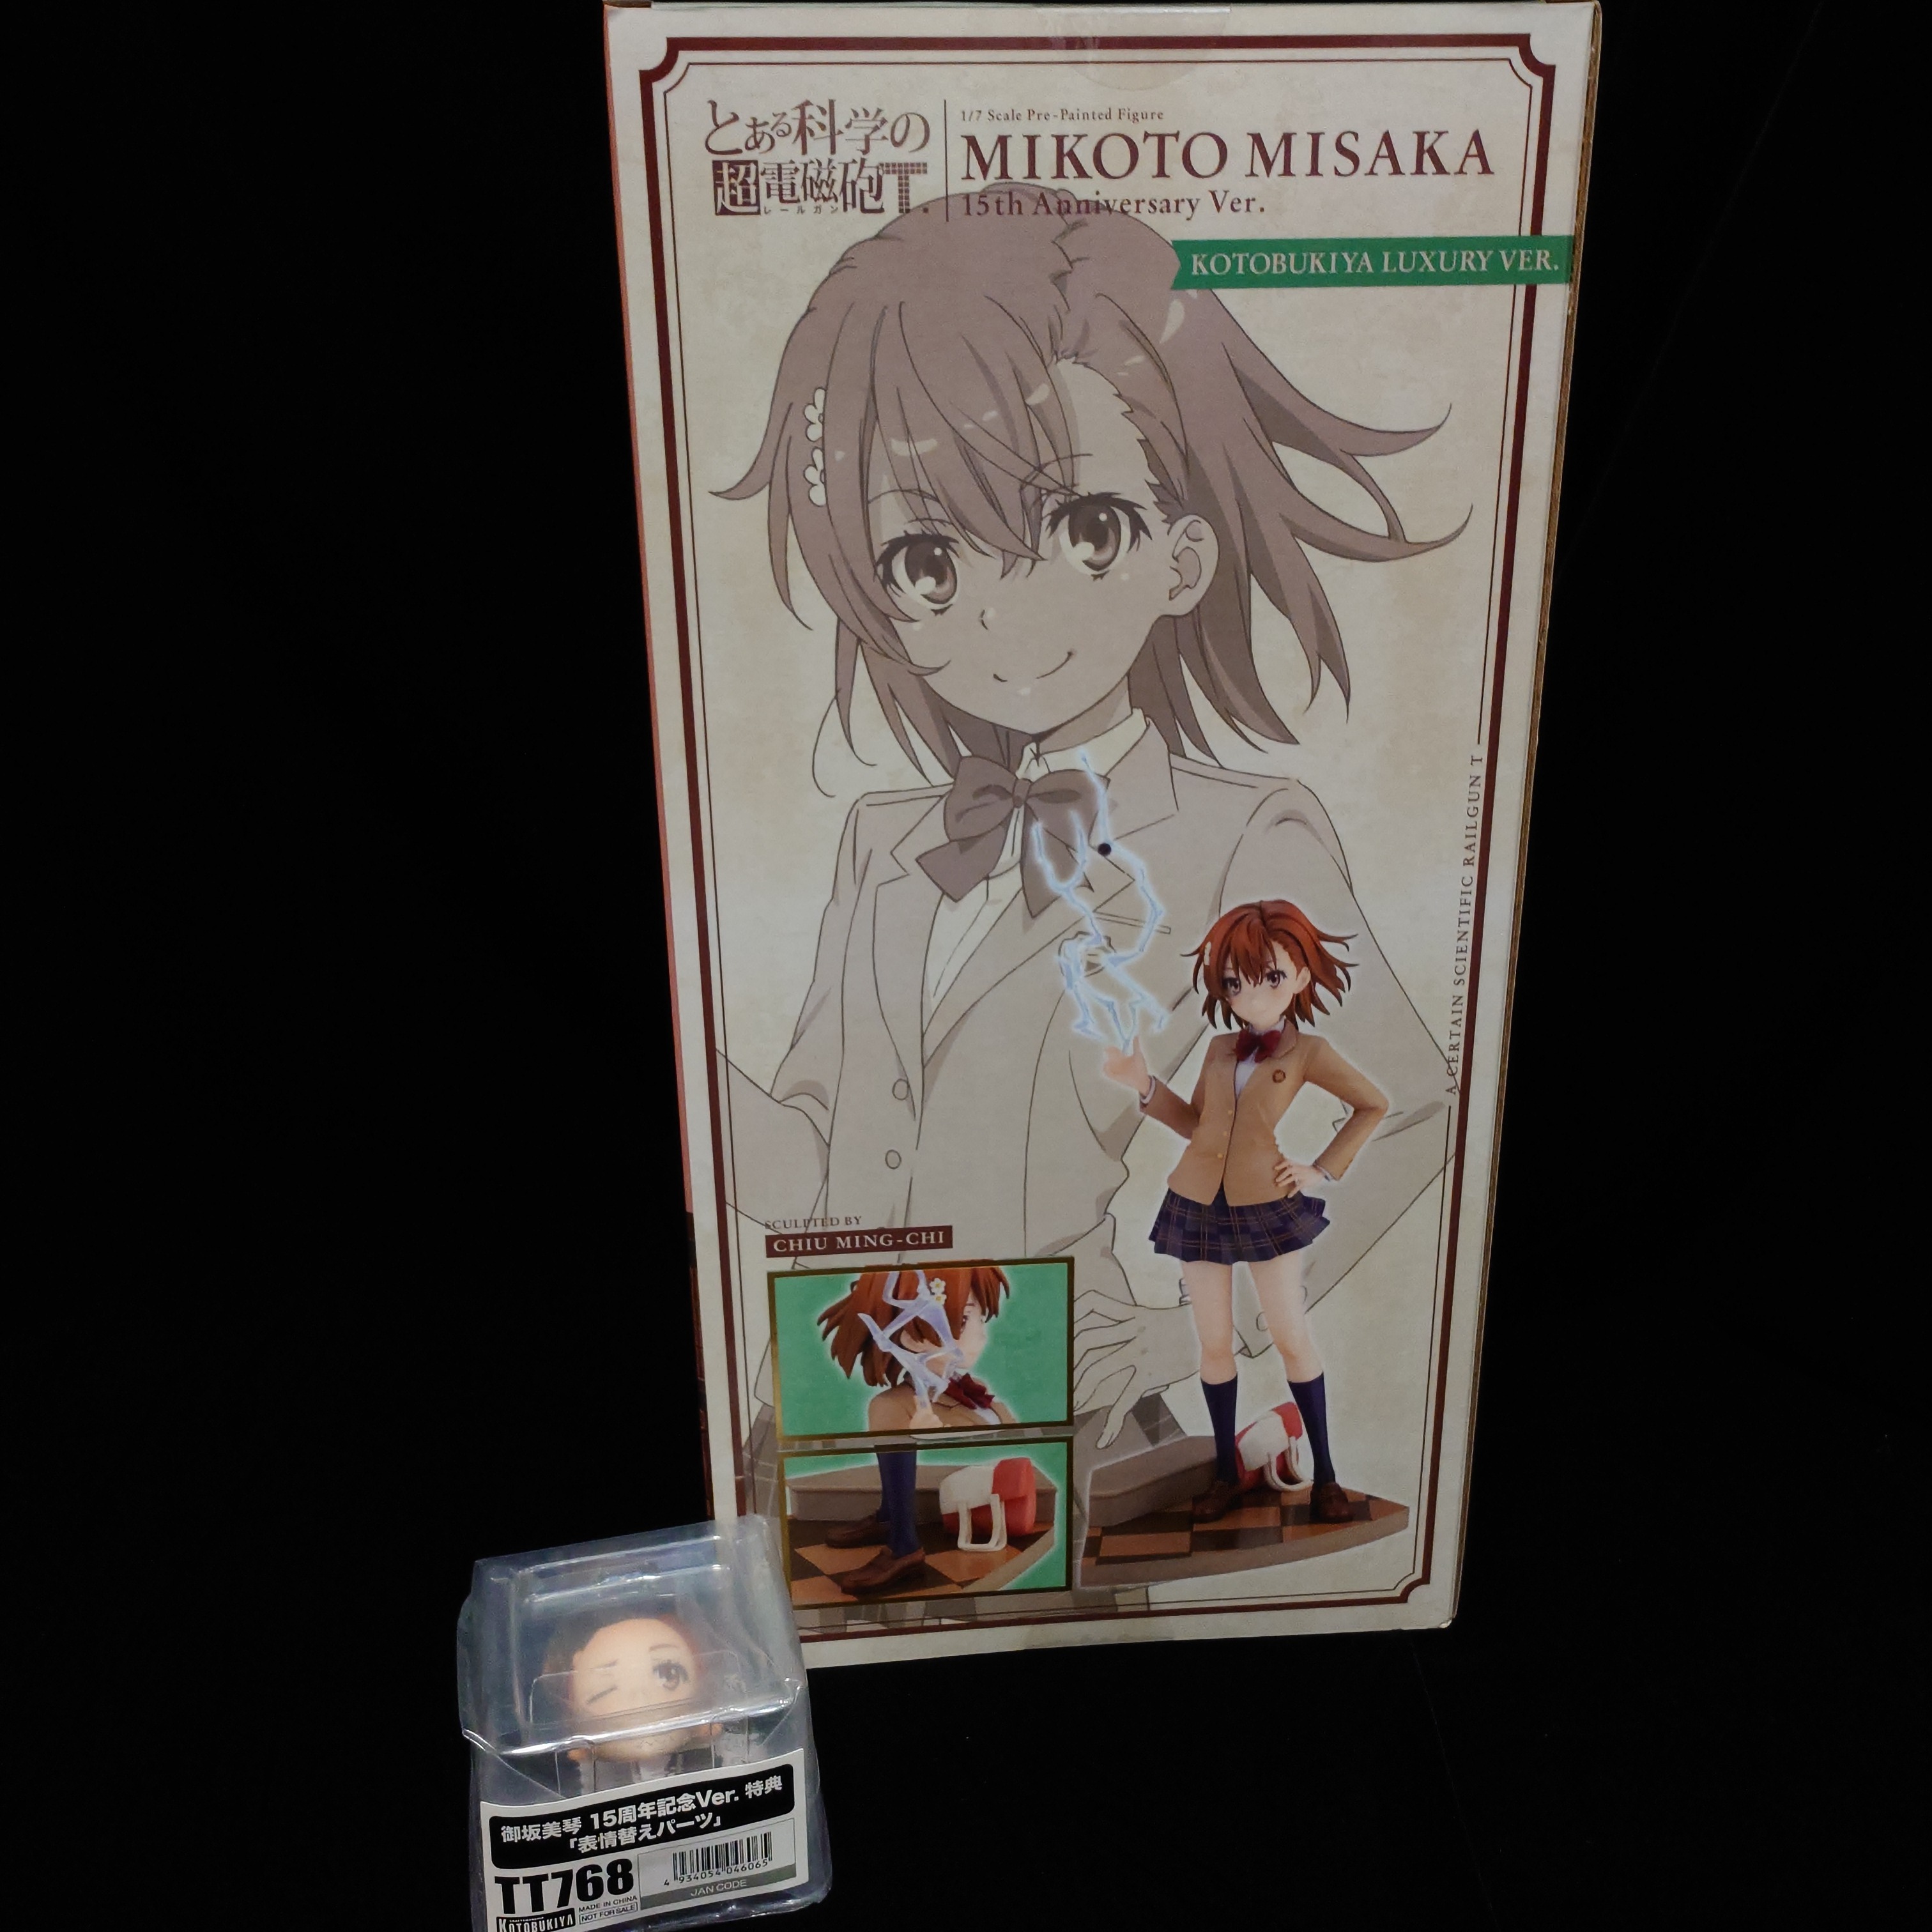 とある科学の
超電磁砲T.
レールガン
1/7 Scale Pre-Painted Figure
MIKOTO MISAKA
15th Anniversary Ver.
KOTOBUKIYA LUXURY VER.
A CERTAIN SCIENTIFIC RAILGUN T
SCULPTED BY
CHIU MING-CHI
御坂美琴 15周年記念Ver. 特典
「表情替えパーツ」
TT768
MADE IN CHINA
NOT FOR SALE
KOTOBUKIYA
4 934054 046065
JAN CODE